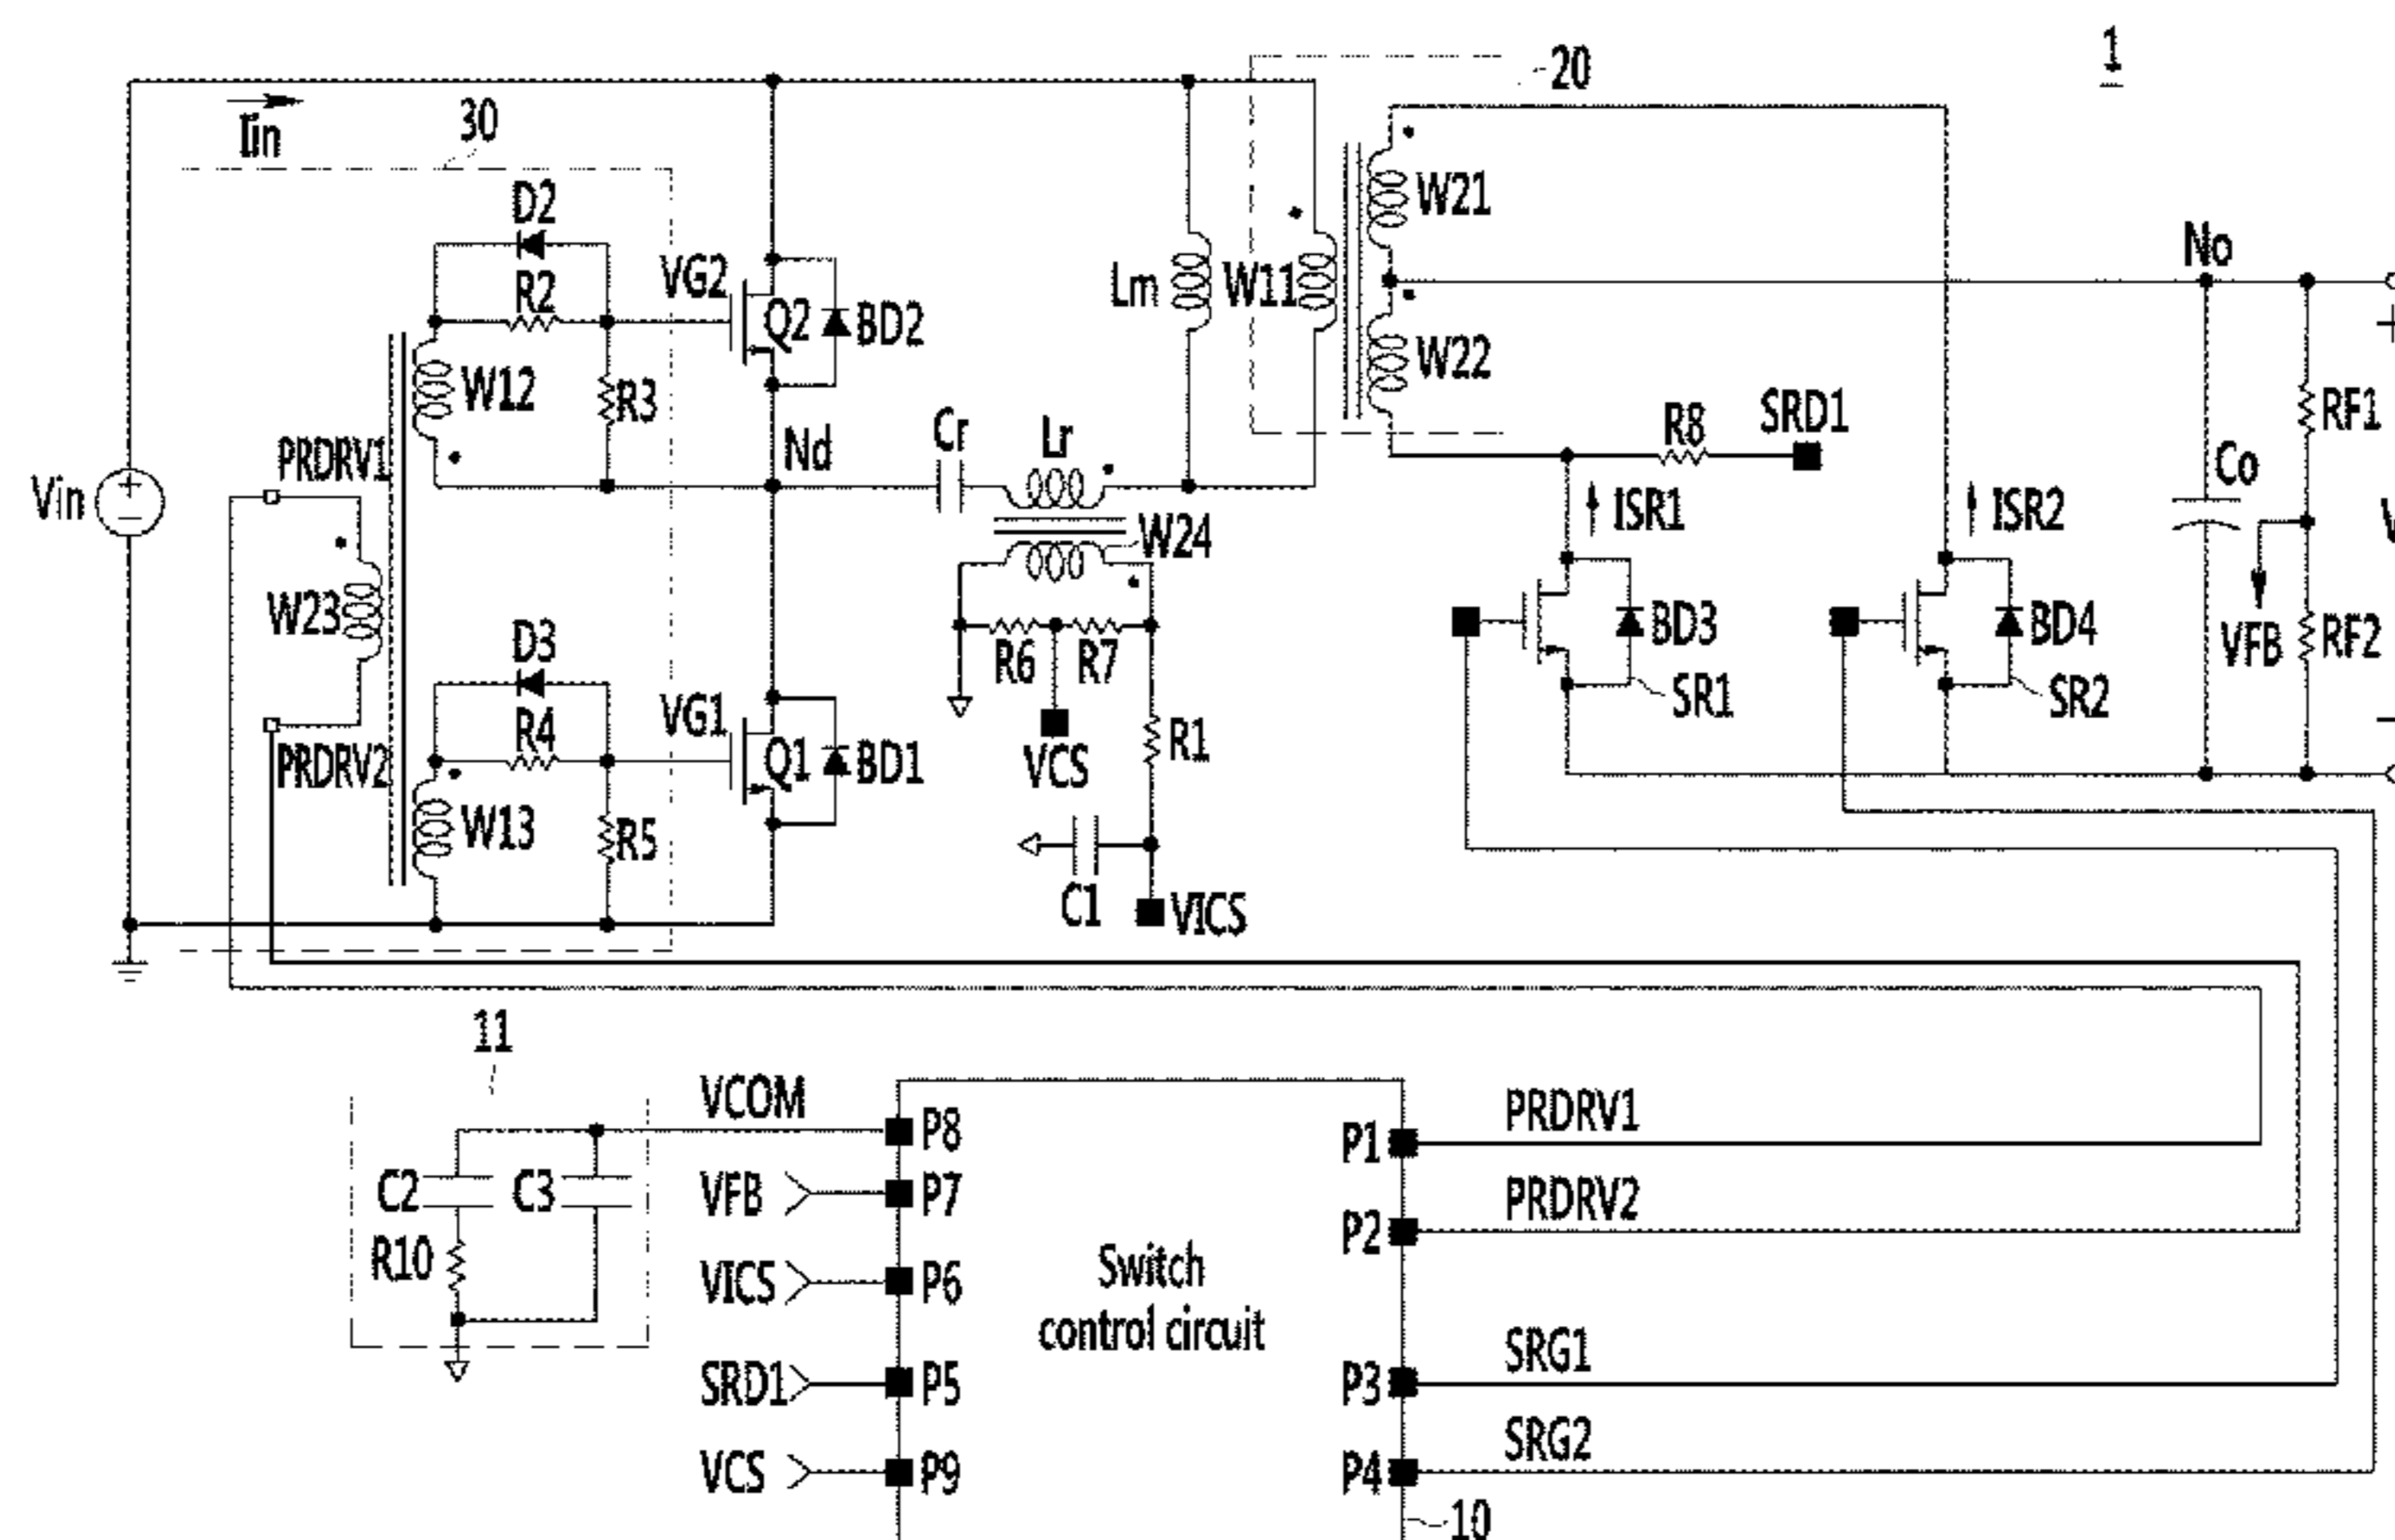 1
20
Iin
30
D2
W21
R2
VG2
Q2
BD2
Lm
W11
No
W22
W12
R3
Cr
Lr
R8
SRD1
RF1
PRDRV1
Nd
Co
Vin
W24
ISR1
ISR2
V
W23
D3
R6
R7
BD3
BD4
VFB
RF2
VG1
SR1
SR2
R4
Q1
BD1
VCS
R1
PRDRV2
W13
R5
C1
VICS
11
VCOM
P8
P1
PRDRV1
C2
C3
VFB
P7
P2
PRDRV2
R10
VICS
P6
Switch
control circuit
SRD1
P5
P3
SRG1
VCS
P9
P4
SRG2
10